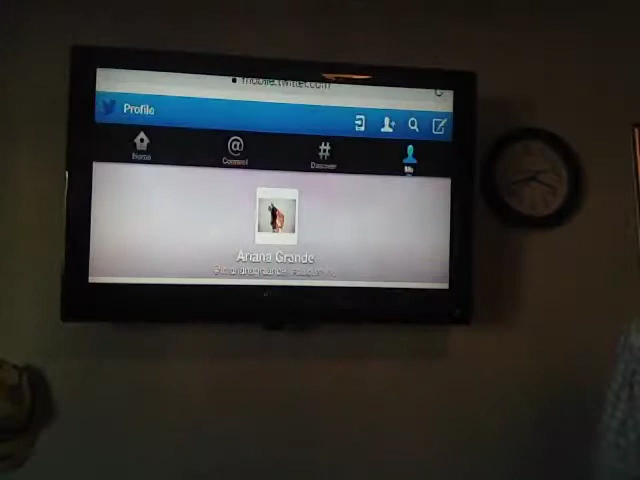 mobile.twitter.com
Profile
Home
@
Connect
#
Discover
Me
Ariana Grande